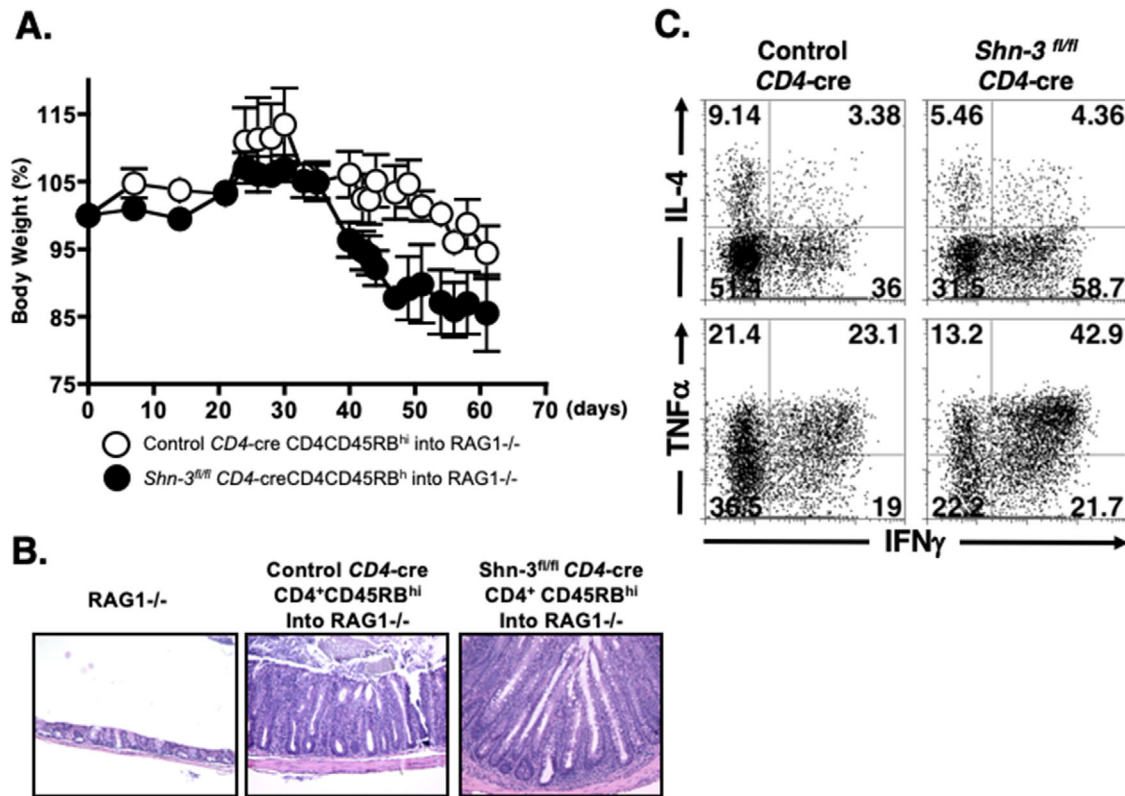 A.
Body Weight (%)
115
105
95
85
75
0 10 20 30 40 50 60 70 (days)
Control CD4-cre CD4CD45RBhi into RAG1-/-
Shn-3fl/fl CD4-creCD4CD45RBh into RAG1-/-
B.
RAG1-/-
Control CD4-cre
CD4+CD45RBhi
Into RAG1-/-
Shn-3fl/fl CD4-cre
CD4+ CD45RBhi
Into RAG1-/-
C.
Control
CD4-cre
Shn-3 fl/fl
CD4-cre
IL-4
9.14 3.38
51.4 36
5.46 4.36
31.5 58.7
TNFα
21.4 23.1
36.5 19
13.2 42.9
22.2 21.7
IFNγ